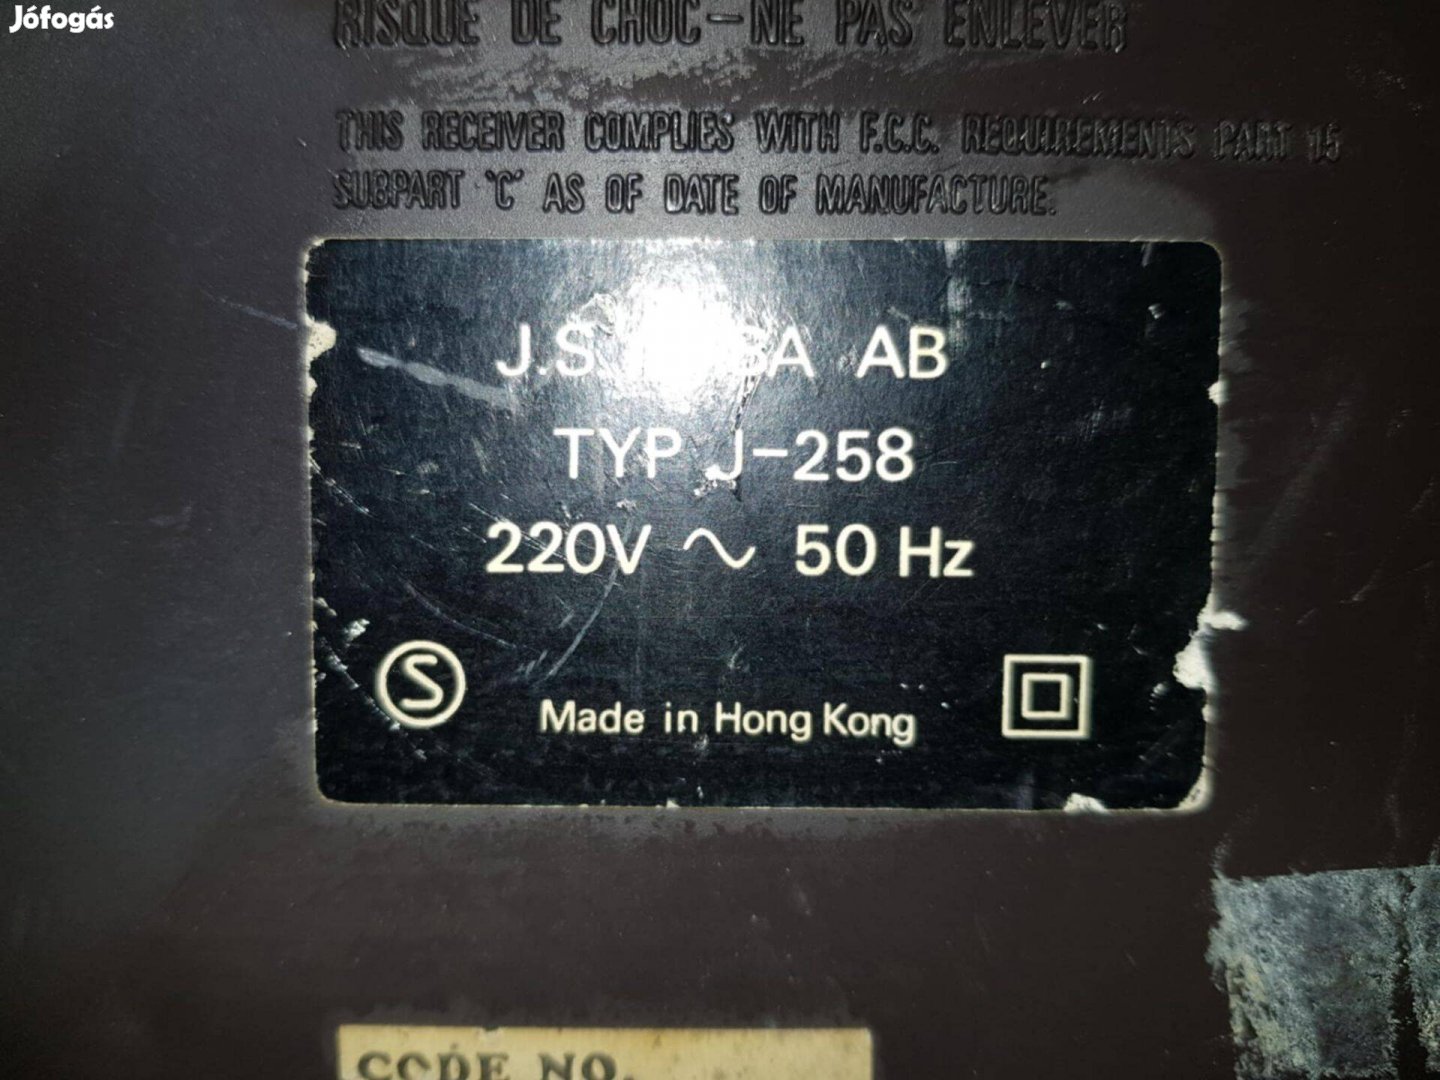 Jófogás
RISQUE DE CHOC-NE PAS ENLEVER
THIS RECEIVER COMPLIES WITH F.C.C. REQUIREMENTS PART 15
SUBPART 'C' AS OF DATE OF MANUFACTURE.
J.S. AB
TYP J-258
220V ~ 50 Hz
S
Made in Hong Kong
CODE NO.